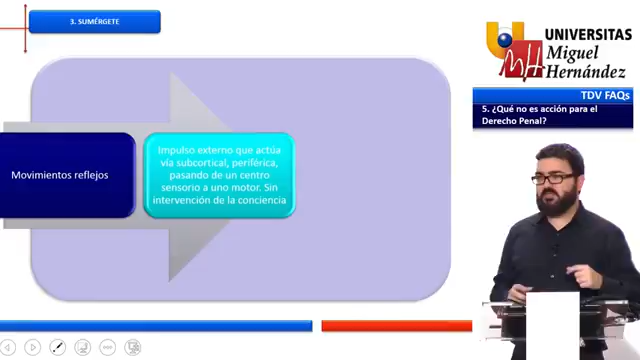 3. SUMÉRGETE
UNIVERSITAS
Miguel
Hernández
TDV FAQs
5. ¿Qué no es acción para el
Derecho Penal?
Movimientos reflejos
Impulso externo que actúa
vía subcortical, periférica,
pasando de un centro
sensorio a uno motor. Sin
intervención de la conciencia